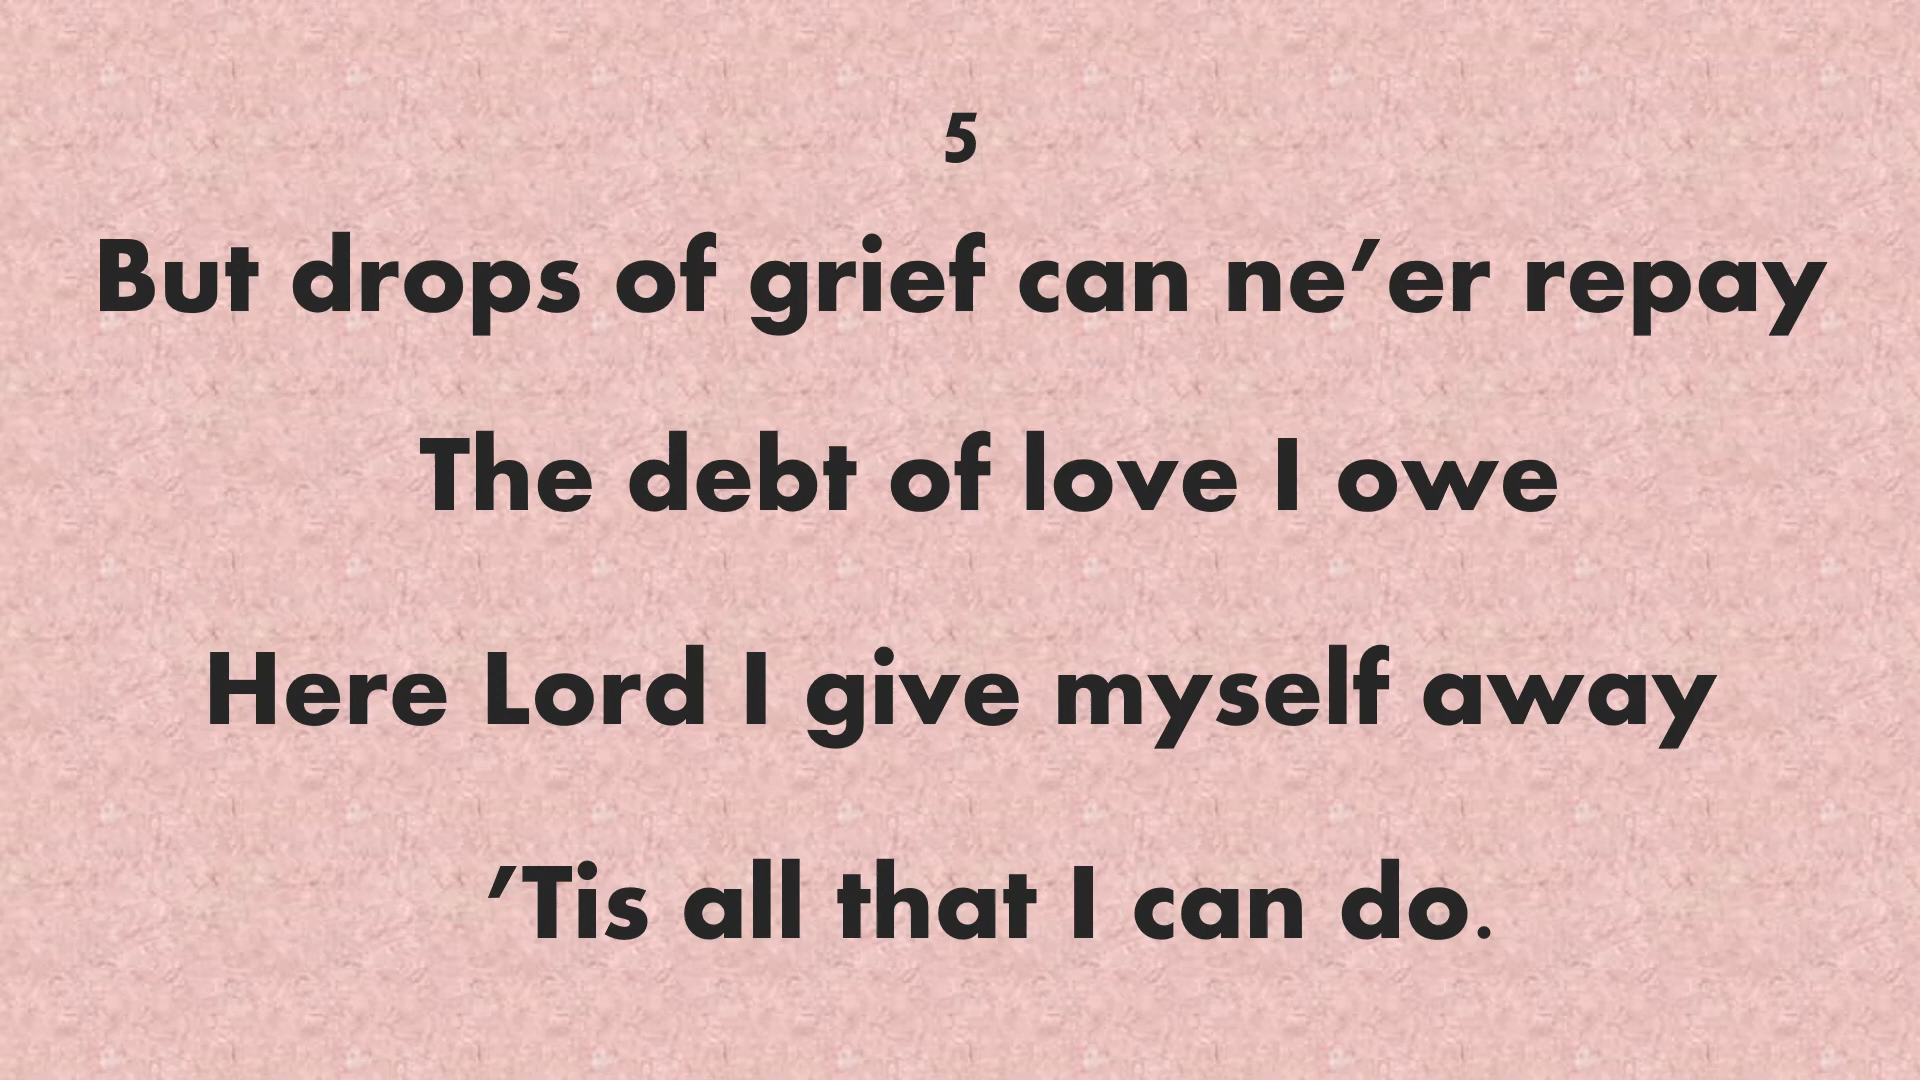 5
But drops of grief can ne’er repay
The debt of love I owe
Here Lord I give myself away
’Tis all that I can do.